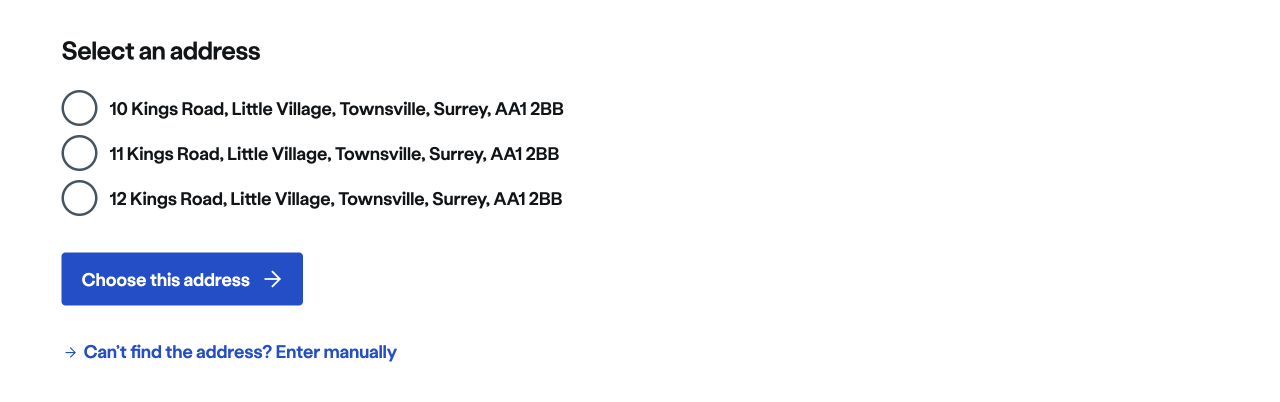 Select an address
10 Kings Road, Little Village, Townsville, Surrey, AA1 2BB
11 Kings Road, Little Village, Townsville, Surrey, AA1 2BB
12 Kings Road, Little Village, Townsville, Surrey, AA1 2BB
Choose this address
Can’t find the address? Enter manually